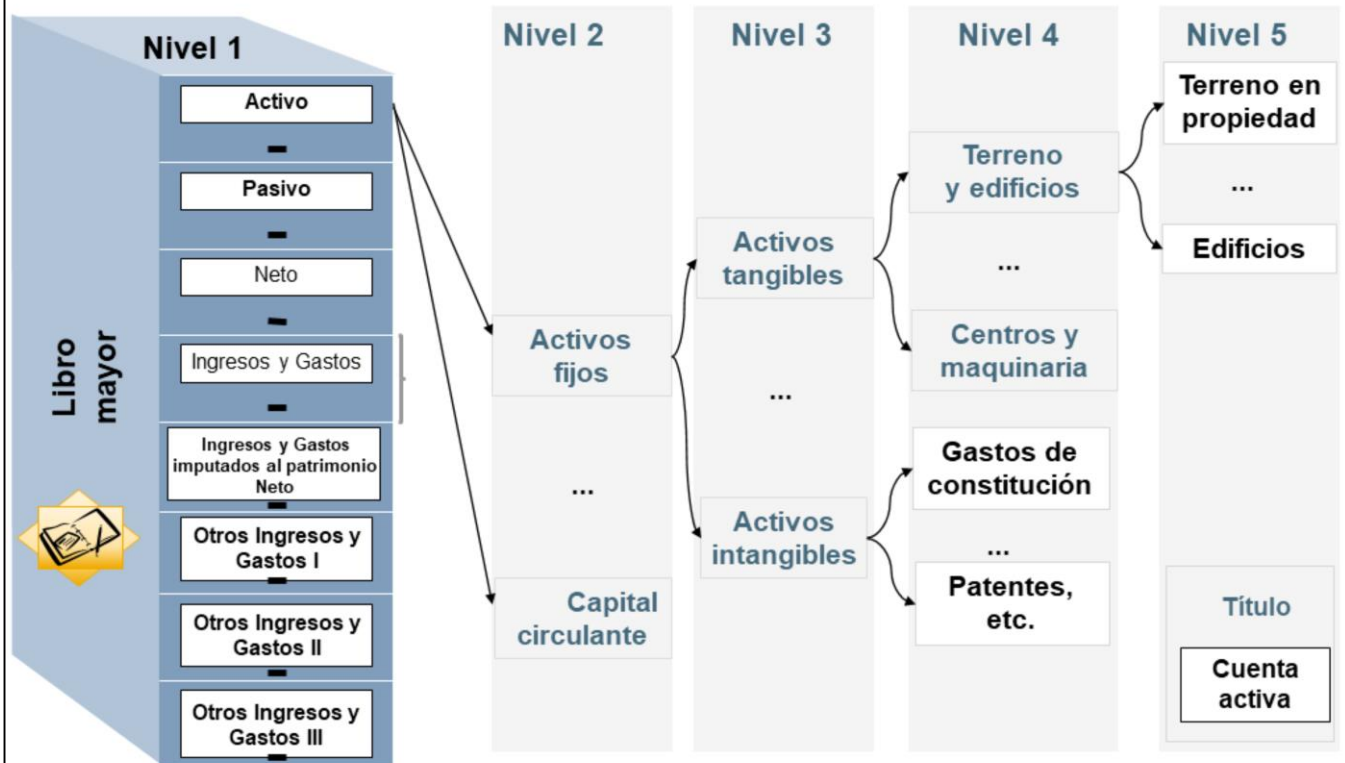 Nivel 1
Libro
mayor
Activo
Pasivo
Neto
Ingresos y Gastos
Ingresos y Gastos
imputados al patrimonio
Neto
Otros Ingresos y
Gastos I
Otros Ingresos y
Gastos II
Otros Ingresos y
Gastos III
Nivel 2
Activos
fijos
...
Capital
circulante
Nivel 3
Activos
tangibles
...
Activos
intangibles
Nivel 4
Terreno
y edificios
...
Centros y
maquinaria
Gastos de
constitución
...
Patentes,
etc.
Nivel 5
Terreno en
propiedad
...
Edificios
Título
Cuenta
activa